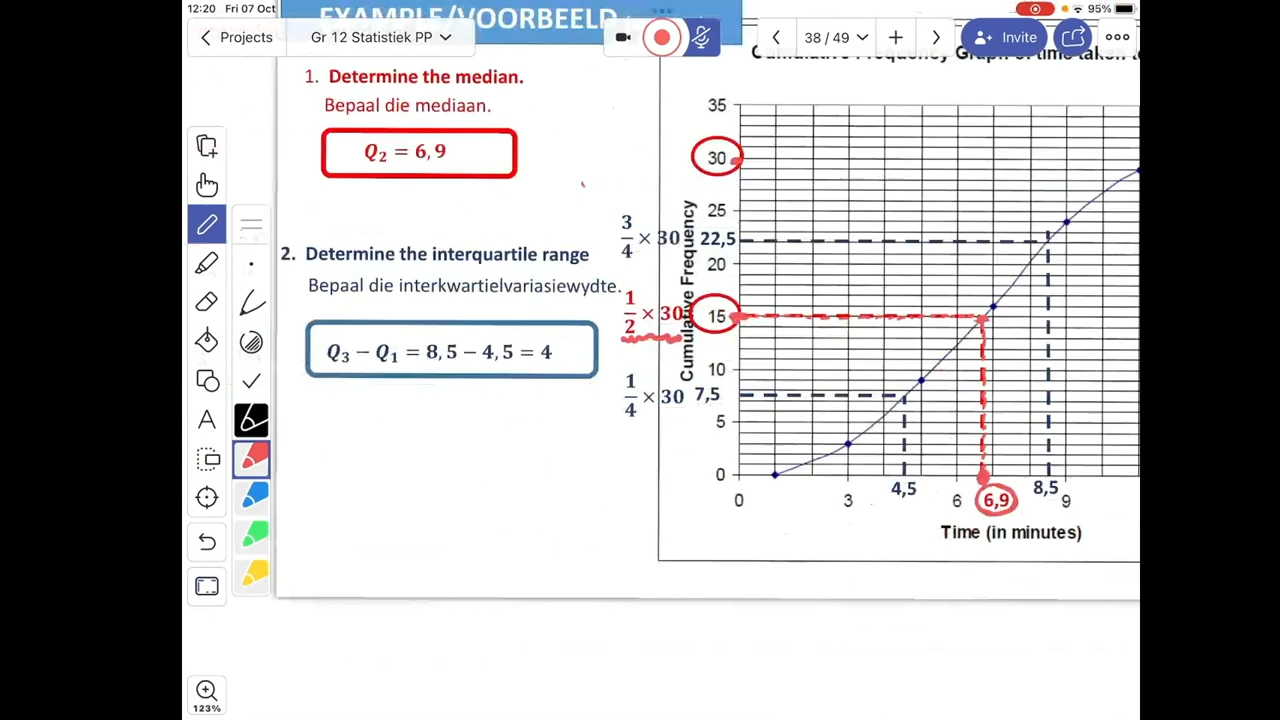 12:20 Fri 07 Oct
95%
EXAMPLE/VOORBEELD
Projects
Gr 12 Statistiek PP
38 / 49
Invite
1. Determine the median.
Bepaal die mediaan.
Q₂ = 6,9
2. Determine the interquartile range
Bepaal die interkwartielvariasiewydte.
Q₃ − Q₁ = 8,5 − 4,5 = 4
3/4 × 30
22,5
1/2 × 30
1/4 × 30
7,5
Cumulative Frequency
35
30
25
20
15
10
5
0
0
3
4,5
6
6,9
8,5
9
Time (in minutes)
A
123%